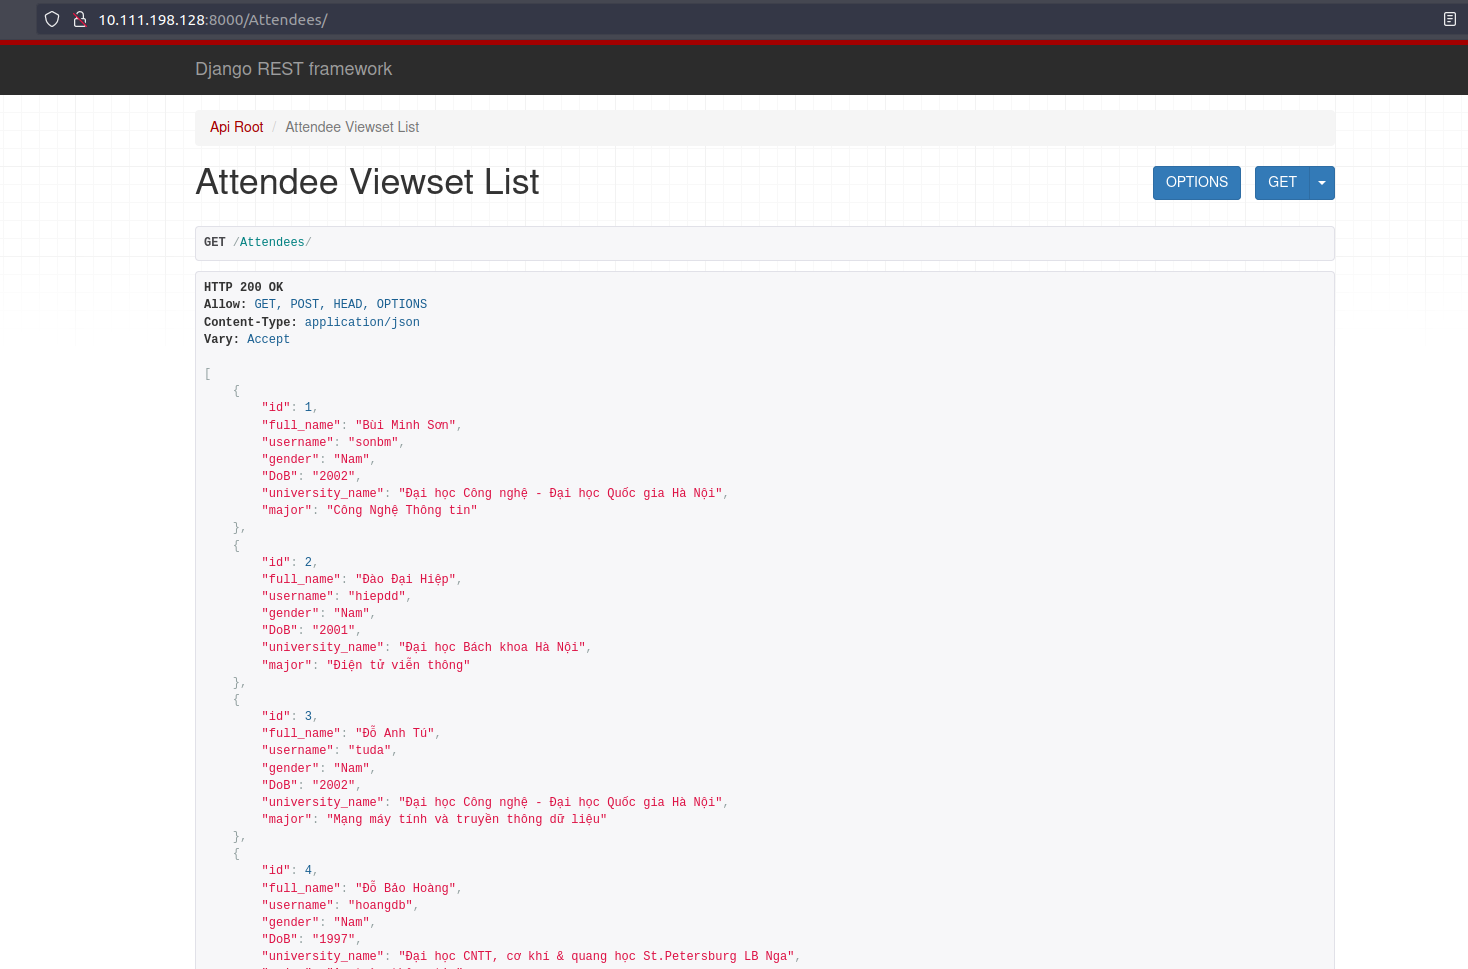 10.111.198.128:8000/Attendees/
Django REST framework
Api Root / Attendee Viewset List
Attendee Viewset List
OPTIONS
GET
GET /Attendees/
HTTP 200 OK
Allow: GET, POST, HEAD, OPTIONS
Content-Type: application/json
Vary: Accept
[
{
"id": 1,
"full_name": "Bùi Minh Sơn",
"username": "sonbm",
"gender": "Nam",
"DoB": "2002",
"university_name": "Đại học Công nghệ - Đại học Quốc gia Hà Nội",
"major": "Công Nghệ Thông tin"
},
{
"id": 2,
"full_name": "Đào Đại Hiệp",
"username": "hiepdd",
"gender": "Nam",
"DoB": "2001",
"university_name": "Đại học Bách khoa Hà Nội",
"major": "Điện tử viễn thông"
},
{
"id": 3,
"full_name": "Đỗ Anh Tú",
"username": "tuda",
"gender": "Nam",
"DoB": "2002",
"university_name": "Đại học Công nghệ - Đại học Quốc gia Hà Nội",
"major": "Mạng máy tính và truyền thông dữ liệu"
},
{
"id": 4,
"full_name": "Đỗ Bảo Hoàng",
"username": "hoangdb",
"gender": "Nam",
"DoB": "1997",
"university_name": "Đại học CNTT, cơ khí & quang học St.Petersburg LB Nga",